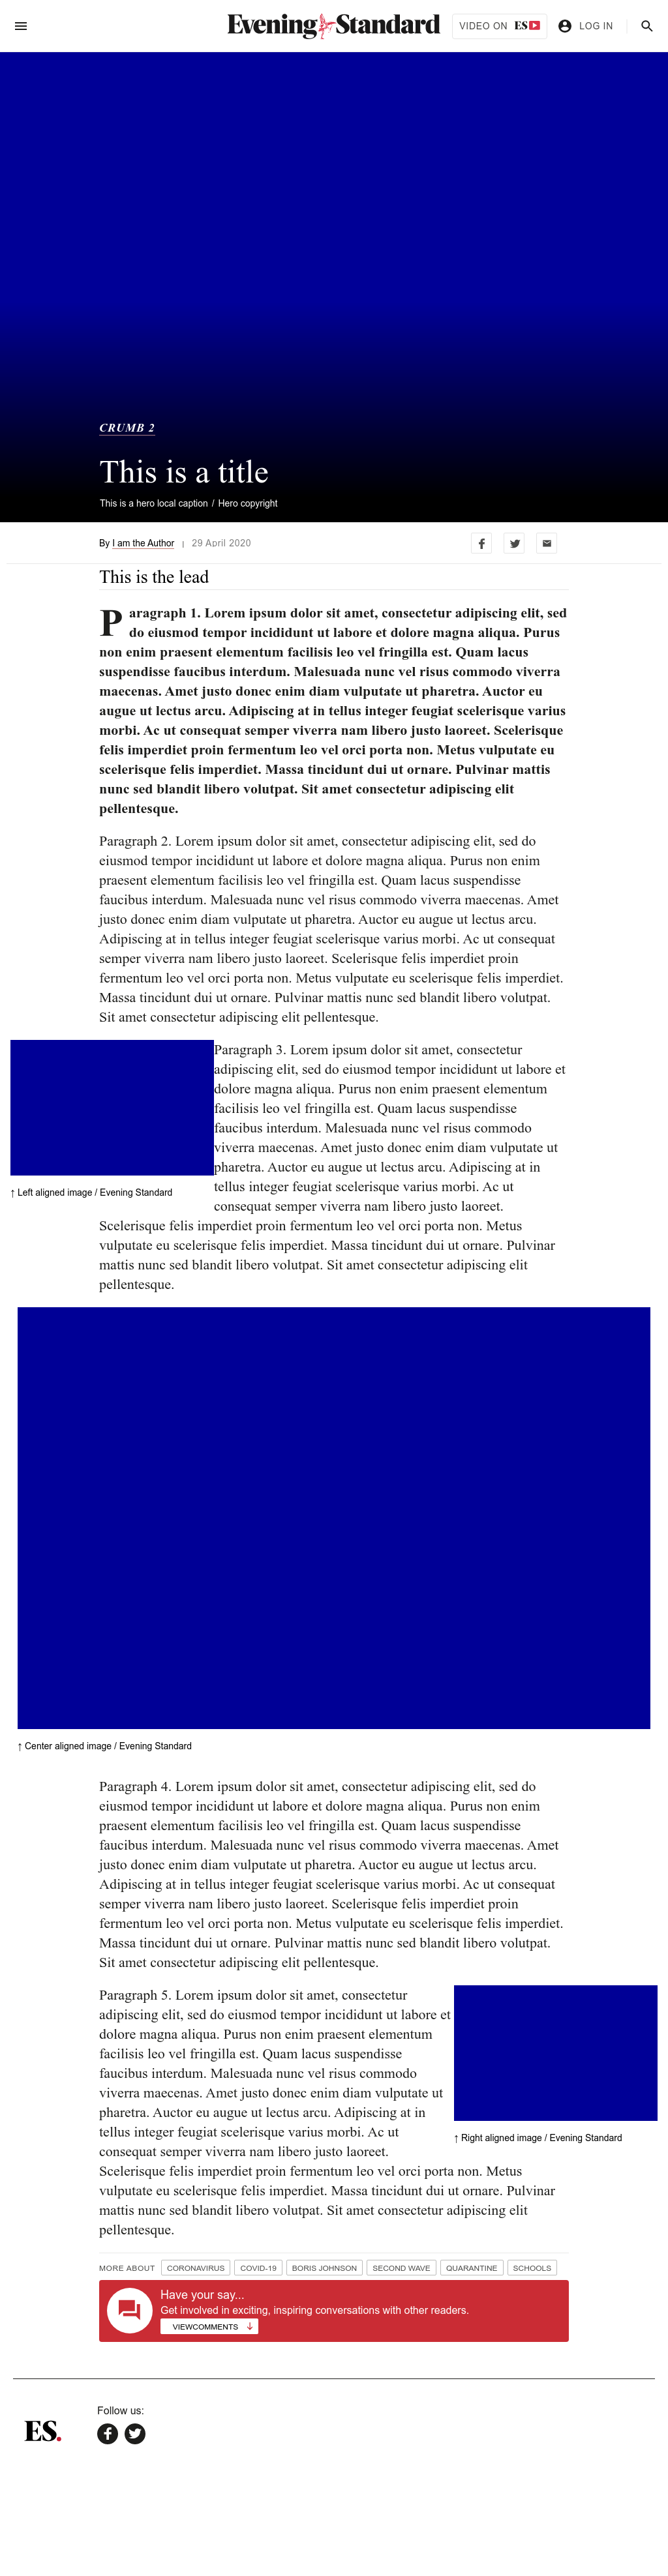 Evening Standard
VIDEO ON ES
LOG IN
CRUMB 2
This is a title
This is a hero local caption / Hero copyright
By I am the Author | 29 April 2020
This is the lead
Paragraph 1. Lorem ipsum dolor sit amet, consectetur adipiscing elit, sed
do eiusmod tempor incididunt ut labore et dolore magna aliqua. Purus
non enim praesent elementum facilisis leo vel fringilla est. Quam lacus
suspendisse faucibus interdum. Malesuada nunc vel risus commodo viverra
maecenas. Amet justo donec enim diam vulputate ut pharetra. Auctor eu
augue ut lectus arcu. Adipiscing at in tellus integer feugiat scelerisque varius
morbi. Ac ut consequat semper viverra nam libero justo laoreet. Scelerisque
felis imperdiet proin fermentum leo vel orci porta non. Metus vulputate eu
scelerisque felis imperdiet. Massa tincidunt dui ut ornare. Pulvinar mattis
nunc sed blandit libero volutpat. Sit amet consectetur adipiscing elit
pellentesque.
Paragraph 2. Lorem ipsum dolor sit amet, consectetur adipiscing elit, sed do
eiusmod tempor incididunt ut labore et dolore magna aliqua. Purus non enim
praesent elementum facilisis leo vel fringilla est. Quam lacus suspendisse
faucibus interdum. Malesuada nunc vel risus commodo viverra maecenas. Amet
justo donec enim diam vulputate ut pharetra. Auctor eu augue ut lectus arcu.
Adipiscing at in tellus integer feugiat scelerisque varius morbi. Ac ut consequat
semper viverra nam libero justo laoreet. Scelerisque felis imperdiet proin
fermentum leo vel orci porta non. Metus vulputate eu scelerisque felis imperdiet.
Massa tincidunt dui ut ornare. Pulvinar mattis nunc sed blandit libero volutpat.
Sit amet consectetur adipiscing elit pellentesque.
Paragraph 3. Lorem ipsum dolor sit amet, consectetur
adipiscing elit, sed do eiusmod tempor incididunt ut labore et
dolore magna aliqua. Purus non enim praesent elementum
facilisis leo vel fringilla est. Quam lacus suspendisse
faucibus interdum. Malesuada nunc vel risus commodo
viverra maecenas. Amet justo donec enim diam vulputate ut
pharetra. Auctor eu augue ut lectus arcu. Adipiscing at in
tellus integer feugiat scelerisque varius morbi. Ac ut
consequat semper viverra nam libero justo laoreet.
Scelerisque felis imperdiet proin fermentum leo vel orci porta non. Metus
vulputate eu scelerisque felis imperdiet. Massa tincidunt dui ut ornare. Pulvinar
mattis nunc sed blandit libero volutpat. Sit amet consectetur adipiscing elit
pellentesque.
↑ Left aligned image / Evening Standard
↑ Center aligned image / Evening Standard
Paragraph 4. Lorem ipsum dolor sit amet, consectetur adipiscing elit, sed do
eiusmod tempor incididunt ut labore et dolore magna aliqua. Purus non enim
praesent elementum facilisis leo vel fringilla est. Quam lacus suspendisse
faucibus interdum. Malesuada nunc vel risus commodo viverra maecenas. Amet
justo donec enim diam vulputate ut pharetra. Auctor eu augue ut lectus arcu.
Adipiscing at in tellus integer feugiat scelerisque varius morbi. Ac ut consequat
semper viverra nam libero justo laoreet. Scelerisque felis imperdiet proin
fermentum leo vel orci porta non. Metus vulputate eu scelerisque felis imperdiet.
Massa tincidunt dui ut ornare. Pulvinar mattis nunc sed blandit libero volutpat.
Sit amet consectetur adipiscing elit pellentesque.
Paragraph 5. Lorem ipsum dolor sit amet, consectetur
adipiscing elit, sed do eiusmod tempor incididunt ut labore et
dolore magna aliqua. Purus non enim praesent elementum
facilisis leo vel fringilla est. Quam lacus suspendisse
faucibus interdum. Malesuada nunc vel risus commodo
viverra maecenas. Amet justo donec enim diam vulputate ut
pharetra. Auctor eu augue ut lectus arcu. Adipiscing at in
tellus integer feugiat scelerisque varius morbi. Ac ut
consequat semper viverra nam libero justo laoreet.
Scelerisque felis imperdiet proin fermentum leo vel orci porta non. Metus
vulputate eu scelerisque felis imperdiet. Massa tincidunt dui ut ornare. Pulvinar
mattis nunc sed blandit libero volutpat. Sit amet consectetur adipiscing elit
pellentesque.
↑ Right aligned image / Evening Standard
MORE ABOUT CORONAVIRUS COVID-19 BORIS JOHNSON SECOND WAVE QUARANTINE SCHOOLS
Have your say...
Get involved in exciting, inspiring conversations with other readers.
VIEWCOMMENTS ↓
Follow us:
ES.